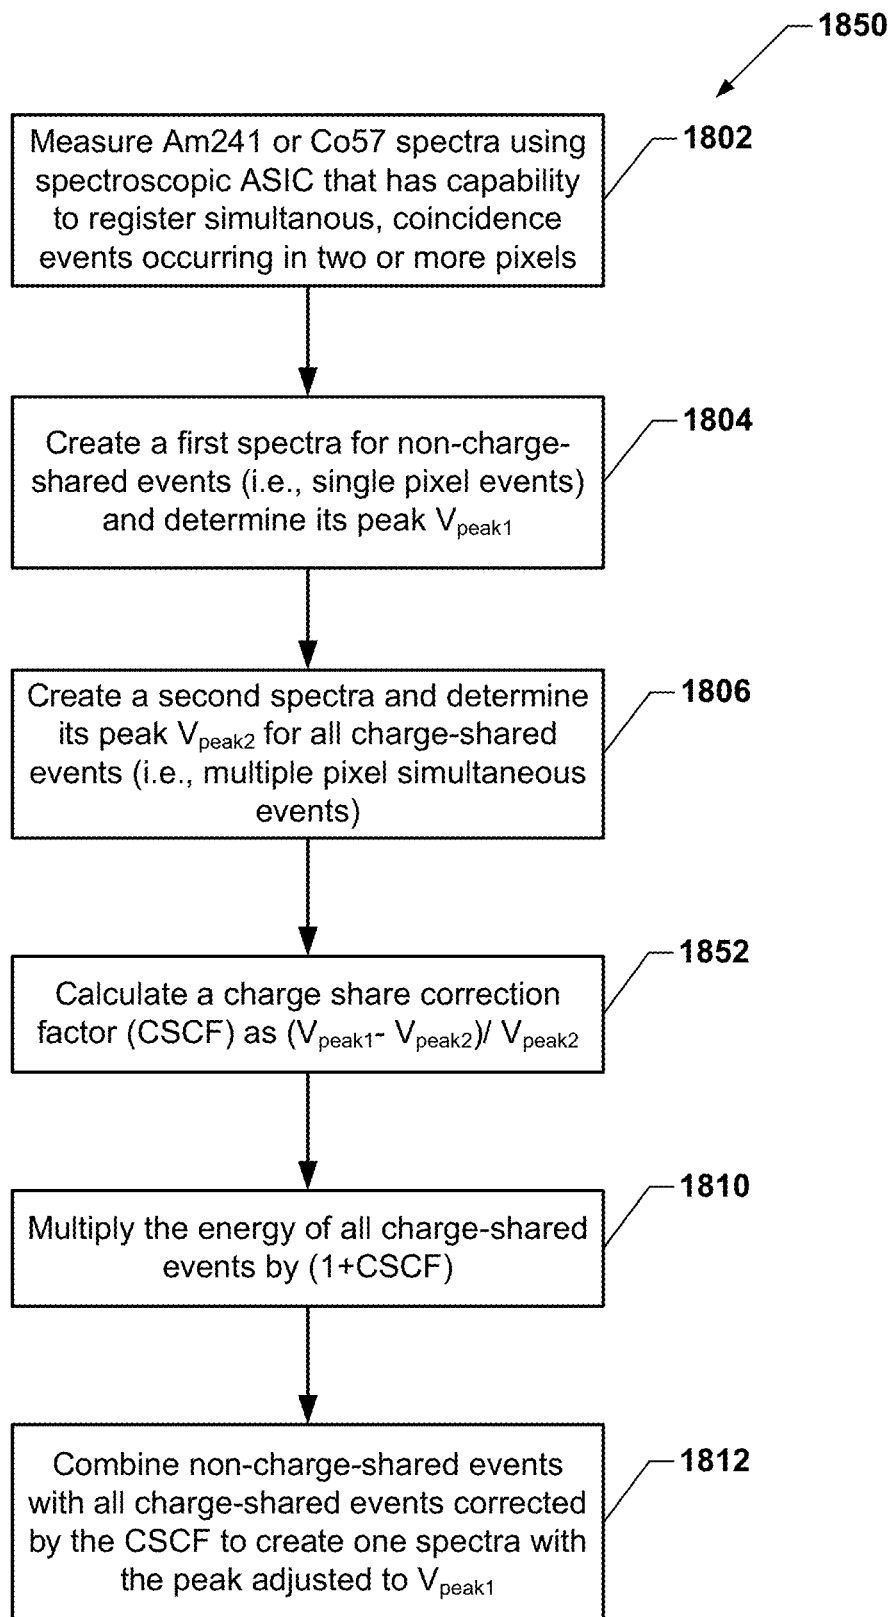 1850
Measure Am241 or Co57 spectra using
spectroscopic ASIC that has capability
to register simultanous, coincidence
events occurring in two or more pixels
1802
Create a first spectra for non-charge-
shared events (i.e., single pixel events)
and determine its peak Vpeak1
1804
Create a second spectra and determine
its peak Vpeak2 for all charge-shared
events (i.e., multiple pixel simultaneous
events)
1806
Calculate a charge share correction
factor (CSCF) as (Vpeak1- Vpeak2)/ Vpeak2
1852
Multiply the energy of all charge-shared
events by (1+CSCF)
1810
Combine non-charge-shared events
with all charge-shared events corrected
by the CSCF to create one spectra with
the peak adjusted to Vpeak1
1812